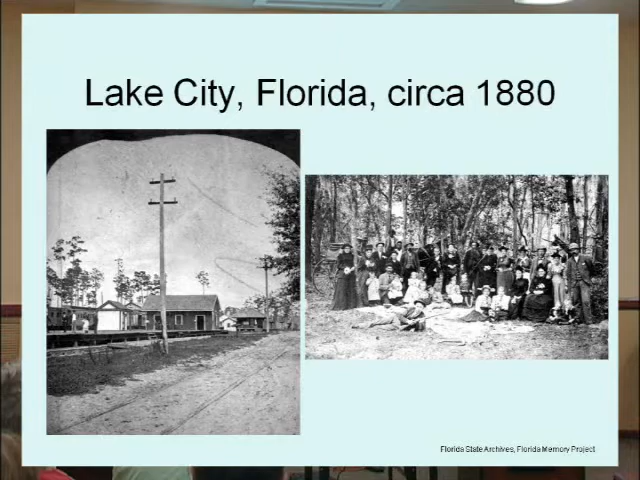 Lake City, Florida, circa 1880
Florida State Archives, Florida Memory Project